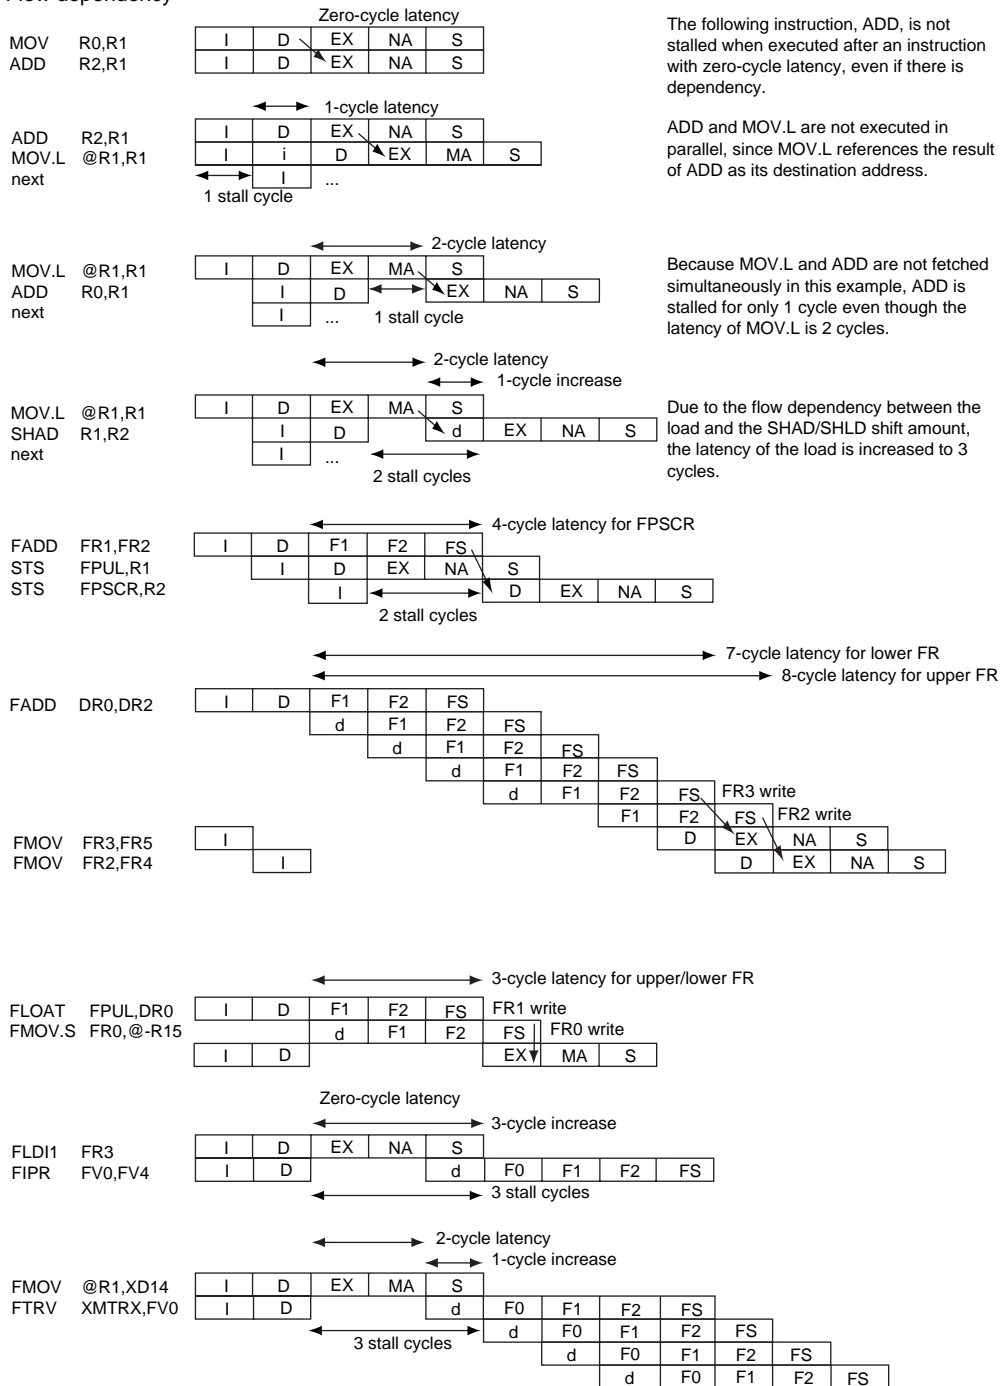 Flow dependency
Zero-cycle latency
MOV R0,R1 I D EX NA S
ADD R2,R1 I D EX NA S
The following instruction, ADD, is not
stalled when executed after an instruction
with zero-cycle latency, even if there is
dependency.
1-cycle latency
ADD R2,R1 I D EX NA S
MOV.L @R1,R1 I i D EX MA S
next I ...
1 stall cycle
ADD and MOV.L are not executed in
parallel, since MOV.L references the result
of ADD as its destination address.
2-cycle latency
MOV.L @R1,R1 I D EX MA S
ADD R0,R1 I D EX NA S
next I ... 1 stall cycle
Because MOV.L and ADD are not fetched
simultaneously in this example, ADD is
stalled for only 1 cycle even though the
latency of MOV.L is 2 cycles.
2-cycle latency
1-cycle increase
MOV.L @R1,R1 I D EX MA S
SHAD R1,R2 I D d EX NA S
next I ...
2 stall cycles
Due to the flow dependency between the
load and the SHAD/SHLD shift amount,
the latency of the load is increased to 3
cycles.
4-cycle latency for FPSCR
FADD FR1,FR2 I D F1 F2 FS
STS FPUL,R1 I D EX NA S
STS FPSCR,R2 I D EX NA S
2 stall cycles
7-cycle latency for lower FR
8-cycle latency for upper FR
FADD DR0,DR2 I D F1 F2 FS
d F1 F2 FS
d F1 F2 FS
d F1 F2 FS
d F1 F2 FS FR3 write
F1 F2 FS FR2 write
FMOV FR3,FR5 I D EX NA S
FMOV FR2,FR4 I D EX NA S
3-cycle latency for upper/lower FR
FLOAT FPUL,DR0 I D F1 F2 FS FR1 write
FMOV.S FR0,@-R15 d F1 F2 FS FR0 write
I D EX MA S
Zero-cycle latency
3-cycle increase
FLDI1 FR3 I D EX NA S
FIPR FV0,FV4 I D d F0 F1 F2 FS
3 stall cycles
2-cycle latency
1-cycle increase
FMOV @R1,XD14 I D EX MA S
FTRV XMTRX,FV0 I D d F0 F1 F2 FS
3 stall cycles d F0 F1 F2 FS
d F0 F1 F2 FS
d F0 F1 F2 FS